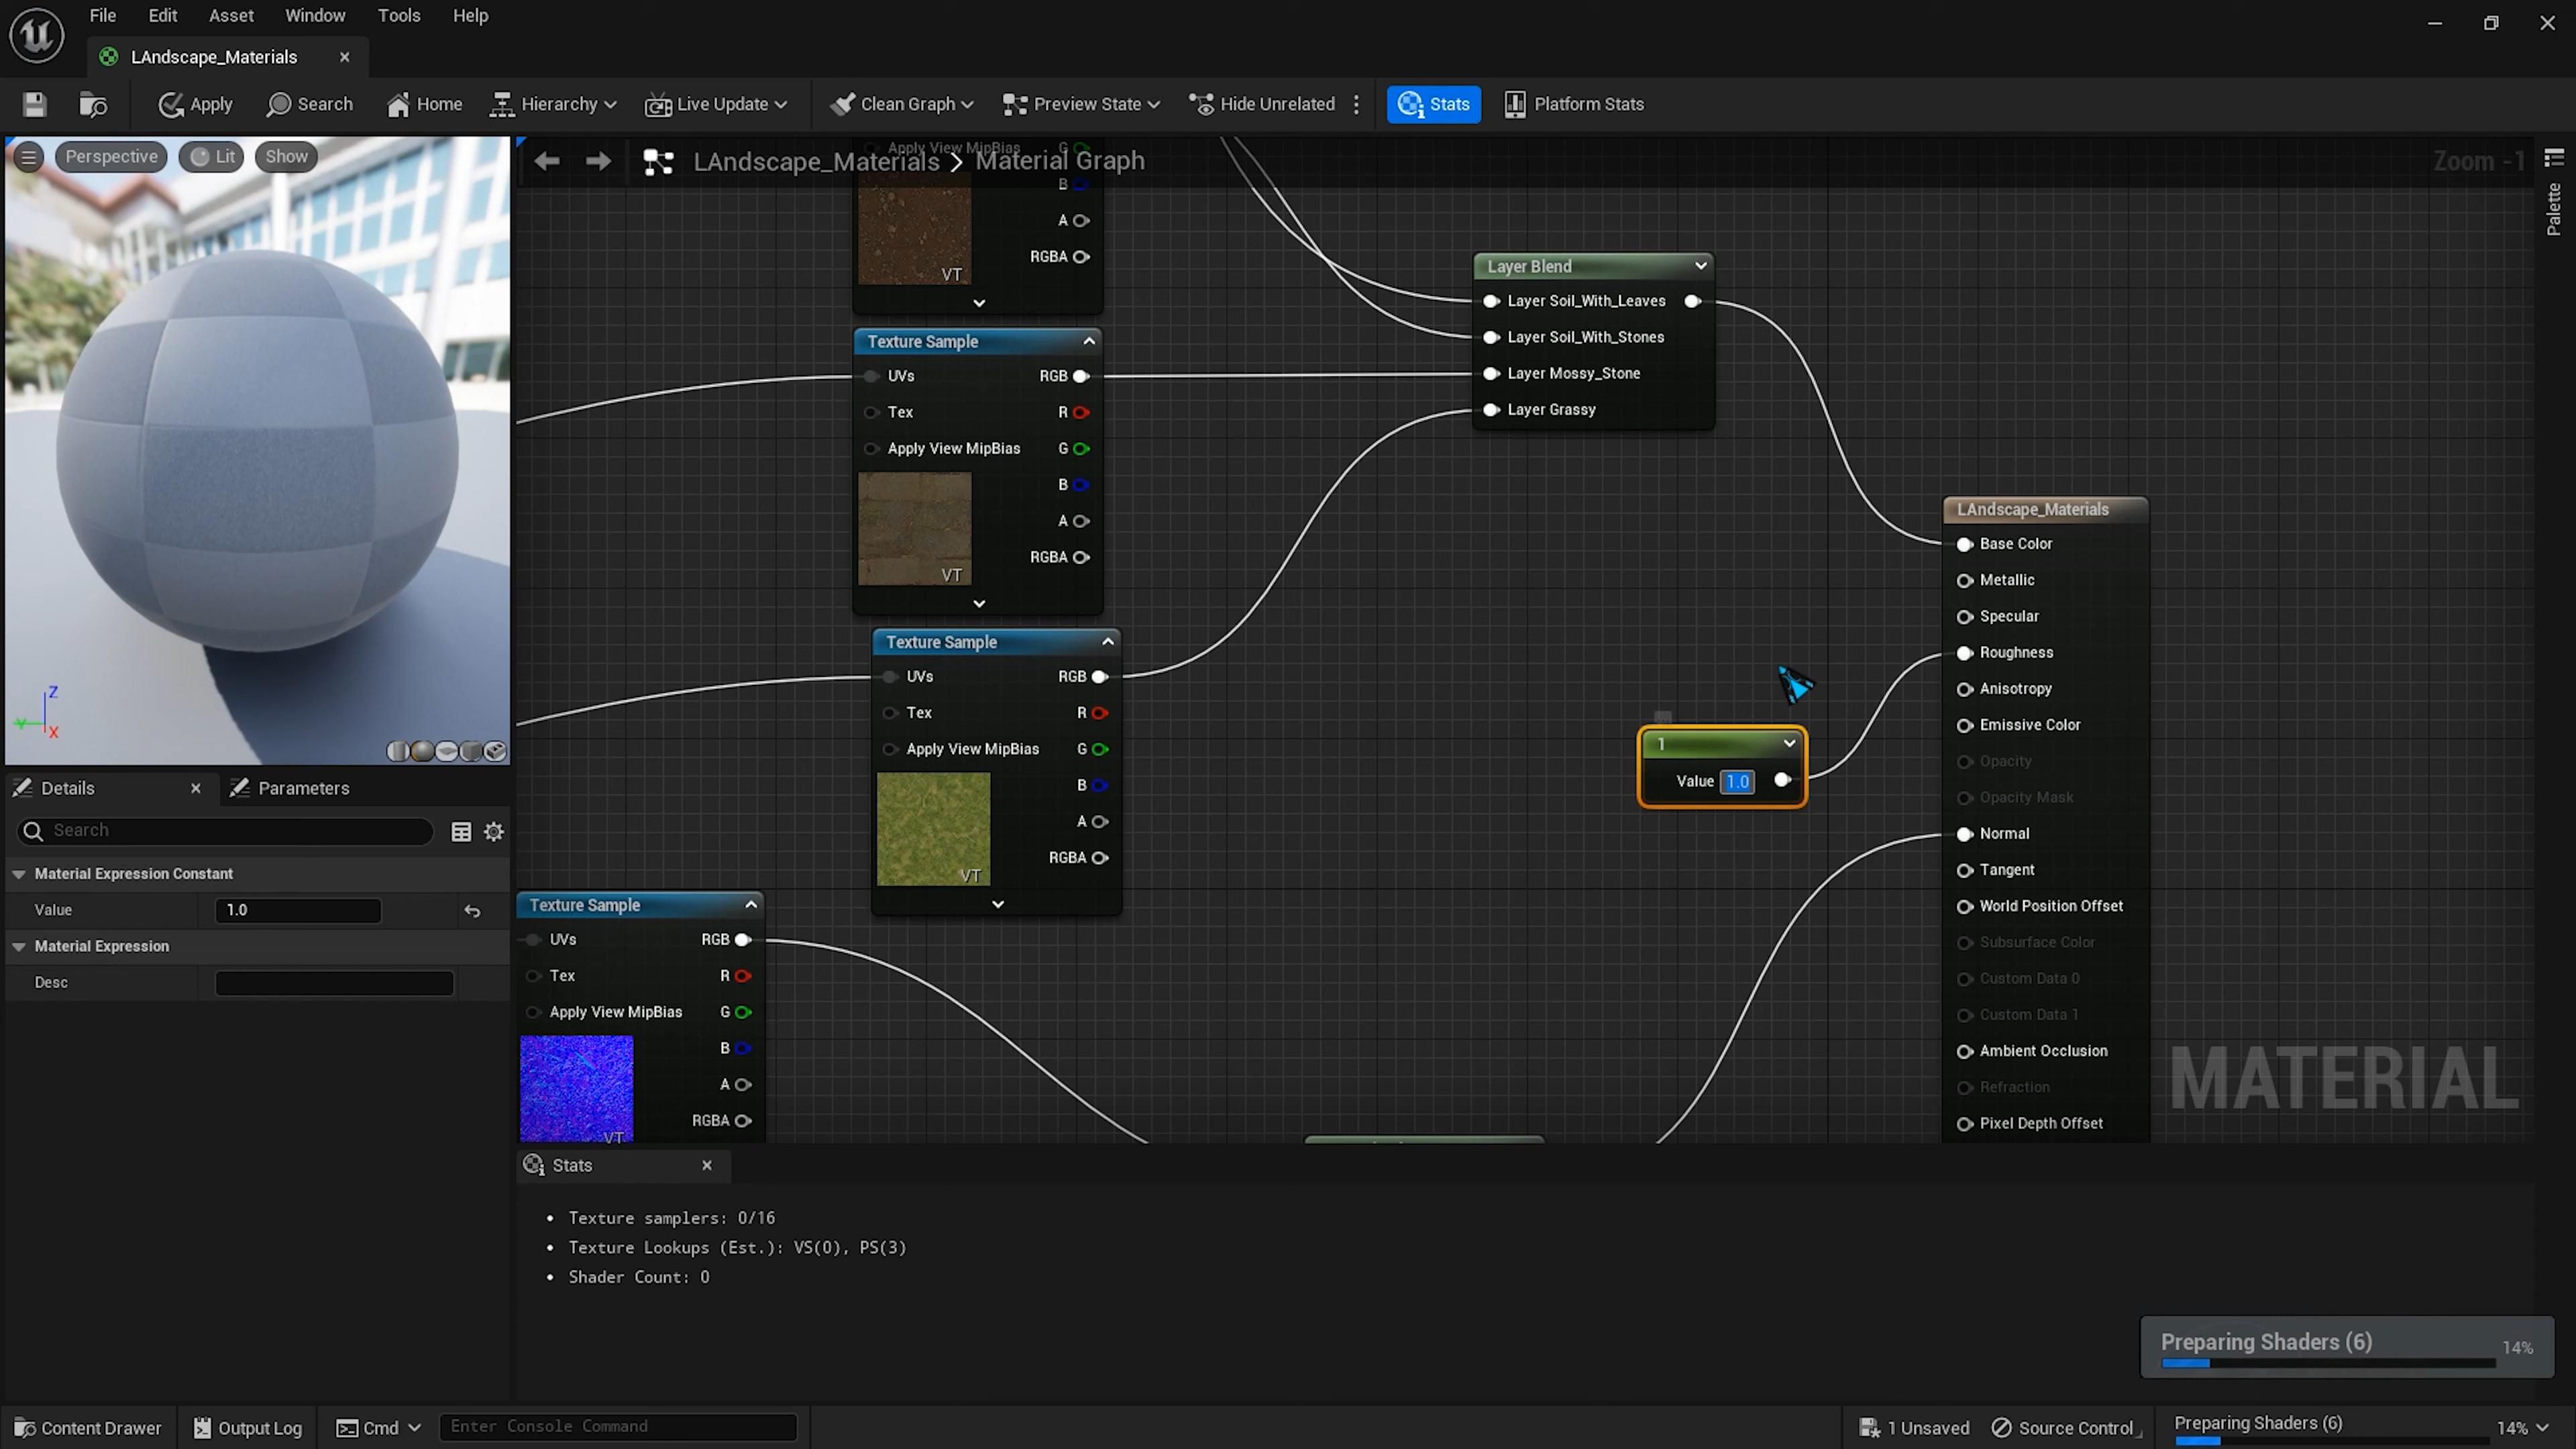 File Edit Asset Window Tools Help
LAndscape_Materials
Apply Search Home Hierarchy Live Update Clean Graph Preview State Hide Unrelated Stats Platform Stats
Perspective Lit Show
LAndscape_Materials > Material Graph
Zoom -1
Palette
Apply View MipBias G
B
A
RGBA
VT
Texture Sample
UVs RGB
Tex R
Apply View MipBias G
B
A
RGBA
VT
Texture Sample
UVs RGB
Tex R
Apply View MipBias G
B
A
RGBA
VT
Texture Sample
UVs RGB
Tex R
Apply View MipBias G
B
A
RGBA
VT
Layer Blend
Layer Soil_With_Leaves
Layer Soil_With_Stones
Layer Mossy_Stone
Layer Grassy
1
Value 1.0
LAndscape_Materials
Base Color
Metallic
Specular
Roughness
Anisotropy
Emissive Color
Opacity
Opacity Mask
Normal
Tangent
World Position Offset
Subsurface Color
Custom Data 0
Custom Data 1
Ambient Occlusion
Refraction
Pixel Depth Offset
MATERIAL
Z
Y
X
Details Parameters
Search
Material Expression Constant
Value 1.0
Material Expression
Desc
Stats
• Texture samplers: 0/16
• Texture Lookups (Est.): VS(0), PS(3)
• Shader Count: 0
Preparing Shaders (6) 14%
Content Drawer Output Log Cmd Enter Console Command 1 Unsaved Source Control Preparing Shaders (6) 14%